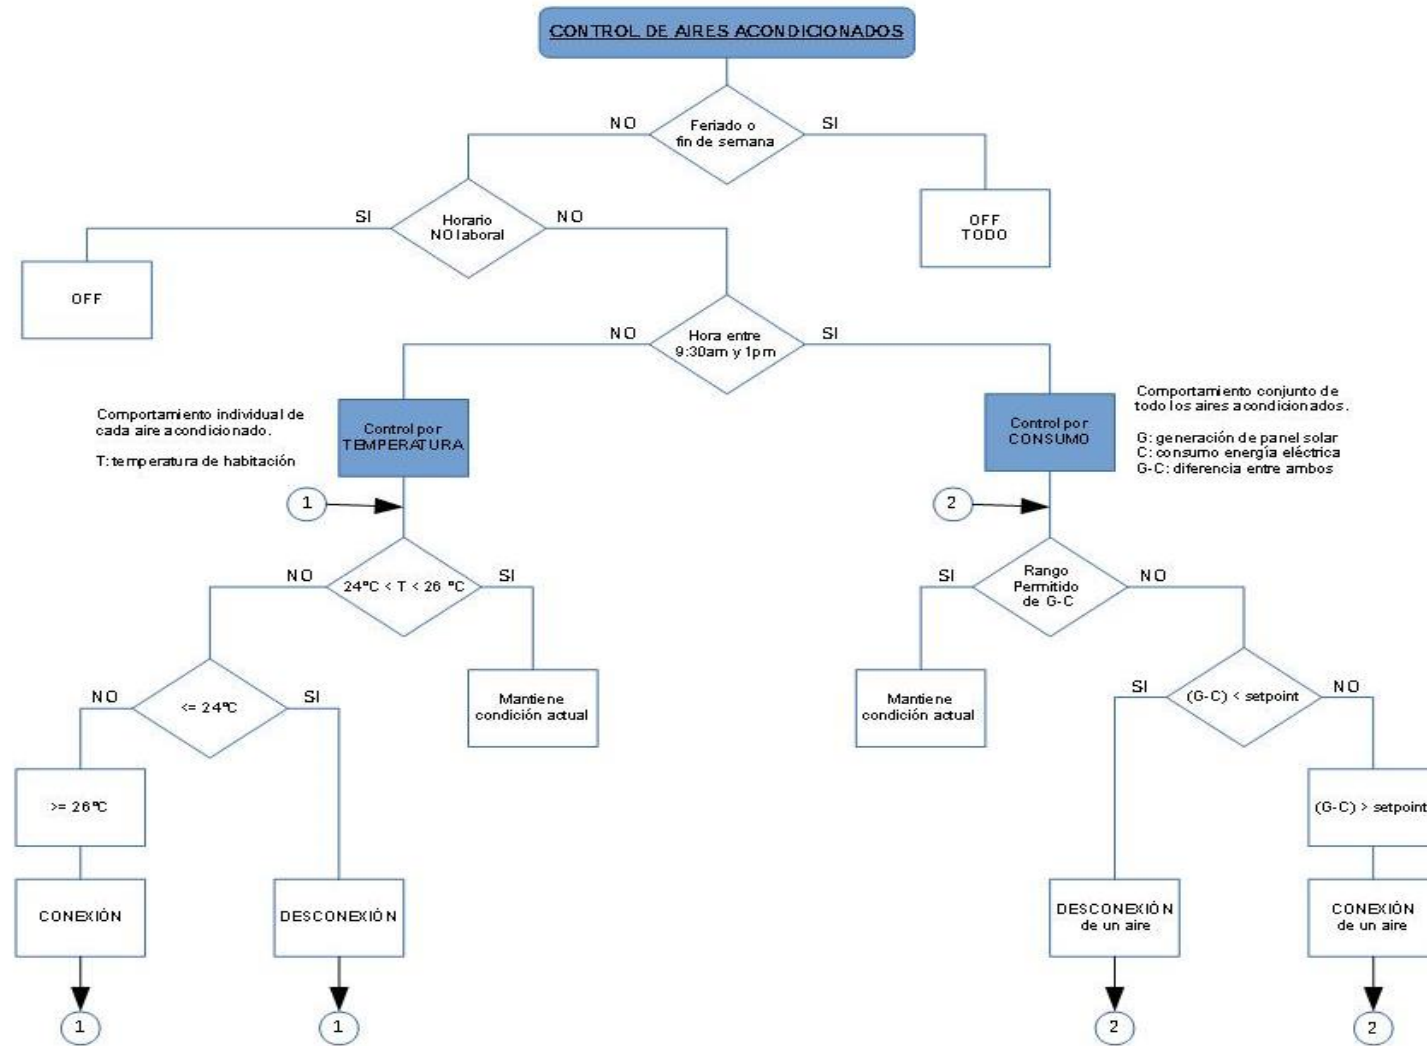 CONTROL DE AIRES ACONDICIONADOS
NO
Feriado o
fin de semana
SI
SI
Horario
NO laboral
NO
OFF
TODO
OFF
NO
Hora entre
9:30am y 1pm
SI
Comportamiento individual de
cada aire acondicionado.
T: temperatura de habitación
Control por
TEMPERATURA
Control por
CONSUMO
Comportamiento conjunto de
todo los aires acondicionados.
G: generación de panel solar
C: consumo energía eléctrica
G-C: diferencia entre ambos
1
2
NO
24ºC < T < 26 ºC
SI
SI
Rango
Permitido
de G-C
NO
NO
<= 24ºC
SI
Mantiene
condición actual
Mantiene
condición actual
SI
(G-C) < setpoint
NO
>= 26ºC
(G-C) > setpoint
CONEXIÓN
DESCONEXIÓN
DESCONEXIÓN
de un aire
CONEXIÓN
de un aire
1
1
2
2